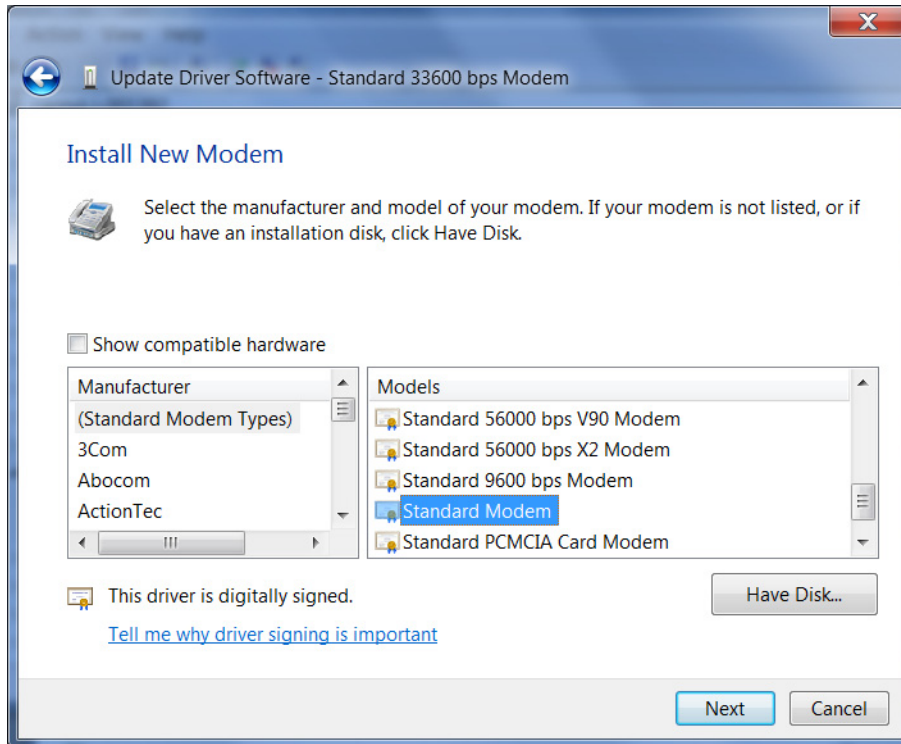 Action View Help
Update Driver Software - Standard 33600 bps Modem
Install New Modem
Select the manufacturer and model of your modem. If your modem is not listed, or if
you have an installation disk, click Have Disk.
Show compatible hardware
Manufacturer
(Standard Modem Types)
3Com
Abocom
ActionTec
Models
Standard 56000 bps V90 Modem
Standard 56000 bps X2 Modem
Standard 9600 bps Modem
Standard Modem
Standard PCMCIA Card Modem
This driver is digitally signed.
Have Disk...
Tell me why driver signing is important
Next
Cancel